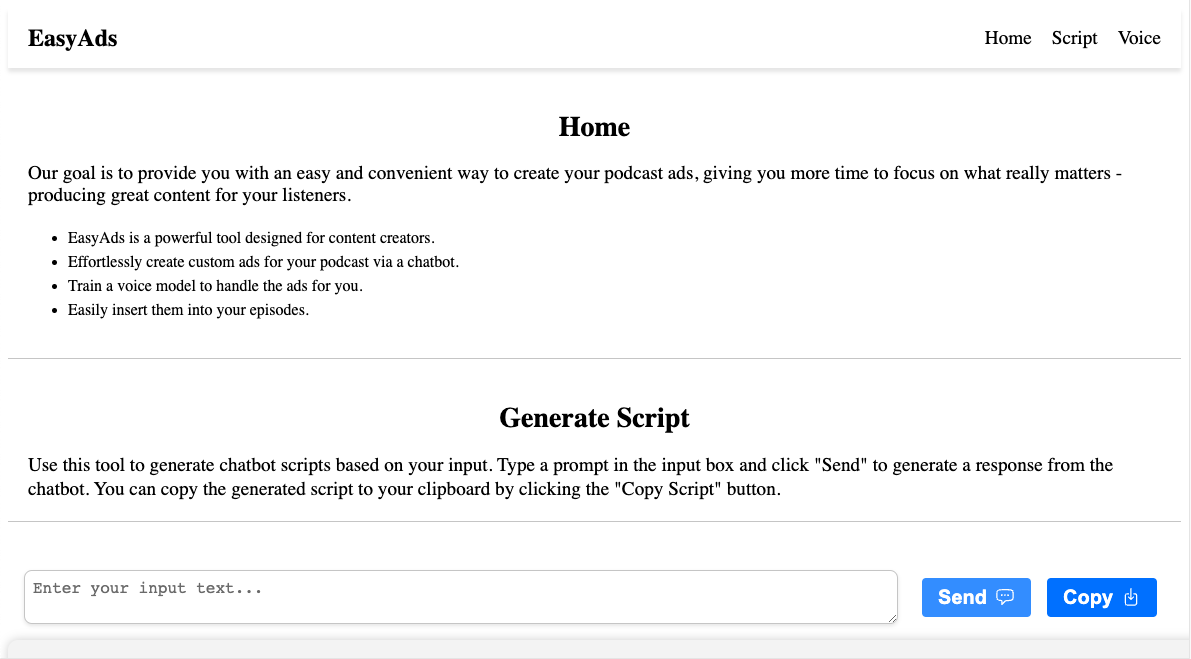 EasyAds
Home Script Voice
Home
Our goal is to provide you with an easy and convenient way to create your podcast ads, giving you more time to focus on what really matters -
producing great content for your listeners.
• EasyAds is a powerful tool designed for content creators.
• Effortlessly create custom ads for your podcast via a chatbot.
• Train a voice model to handle the ads for you.
• Easily insert them into your episodes.
Generate Script
Use this tool to generate chatbot scripts based on your input. Type a prompt in the input box and click "Send" to generate a response from the
chatbot. You can copy the generated script to your clipboard by clicking the "Copy Script" button.
Enter your input text...
Send
Copy